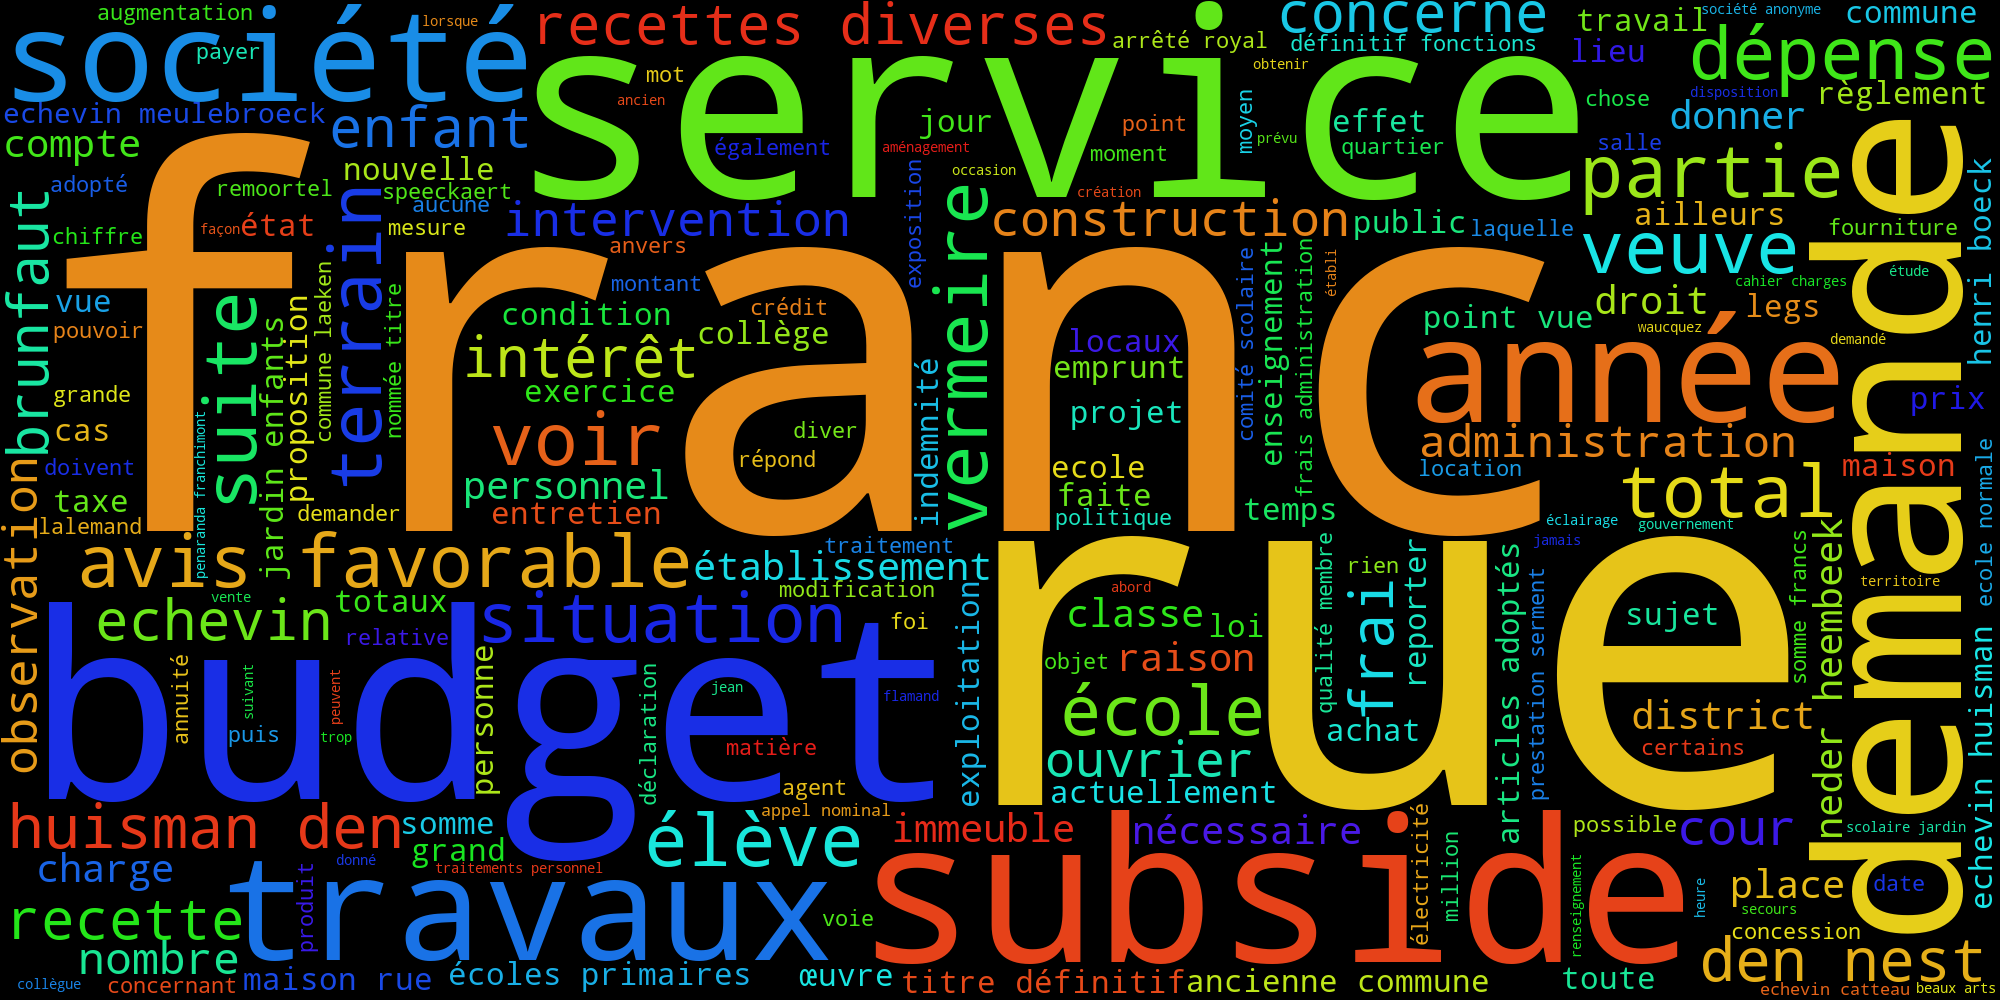 augmentation
lorsque
société
payer
recettes diverses
service
concerne
arrêté royal
définitif fonctions
obtenir
travail
lieu
société anonyme
commune
dépense
echevin meulebroeck
enfant
mot
ancien
jour
point
moyen
prévu
effet
quartier
chose
disposition
règlement
donner
salle
compte
nouvelle
également
aménagement
moment
occasion
création
partie
demande
adopté
remoortel
speeckaert
aucune
mesure
intervention
exposition
vermeire
construction
public
laquelle
ailleurs
veuve
fourniture
henri boeck
brunfaut
chiffre
façon
état
franc
terrain
anvers
montant
crédit
établi
cahier charges
étude
vue
pouvoir
suite
jardin enfants
proposition
commune laeken
nommée titre
condition
collège
intérêt
exercice
locaux
emprunt
projet
comité scolaire
enseignement
frais administration
point vue
droit
waucquez
legs
demandé
année
prix
grande
cas
doivent
taxe
lalemand
penaranda franchimont
demander
voir
personnel
entretien
diver
répond
indemnité
ecole
faite
politique
temps
administration
location
total
maison
éclairage
gouvernement
jamais
observation
avis favorable
établissement
traitement
modification
vente
echevin
totaux
relative
situation
foi
rue
abord
classe
loi
objet
raison
rien
qualité membre
frai
reporter
articles adoptés
prestation serment
somme francs
neder heembeek
territoire
ecole normale
sujet
budget
annuité
suivant
peuvent
puis
trop
personne
déclaration
jean
flamand
matière
agent
appel nominal
exploitation
école
ouvrier
actuellement
achat
district
certains
echevin huisman
huisman den
somme
grand
traitements personnel
donné
élève
immeuble
nécessaire
électricité
million
possible
cour
scolaire jardin
charge
recette
produit
travaux
voie
subside
renseignement
heure
place
date
secours
concession
nombre
collègue
concernant
maison rue
écoles primaires
œuvre
titre définitif
ancienne commune
toute
den nest
echevin catteau
beaux arts